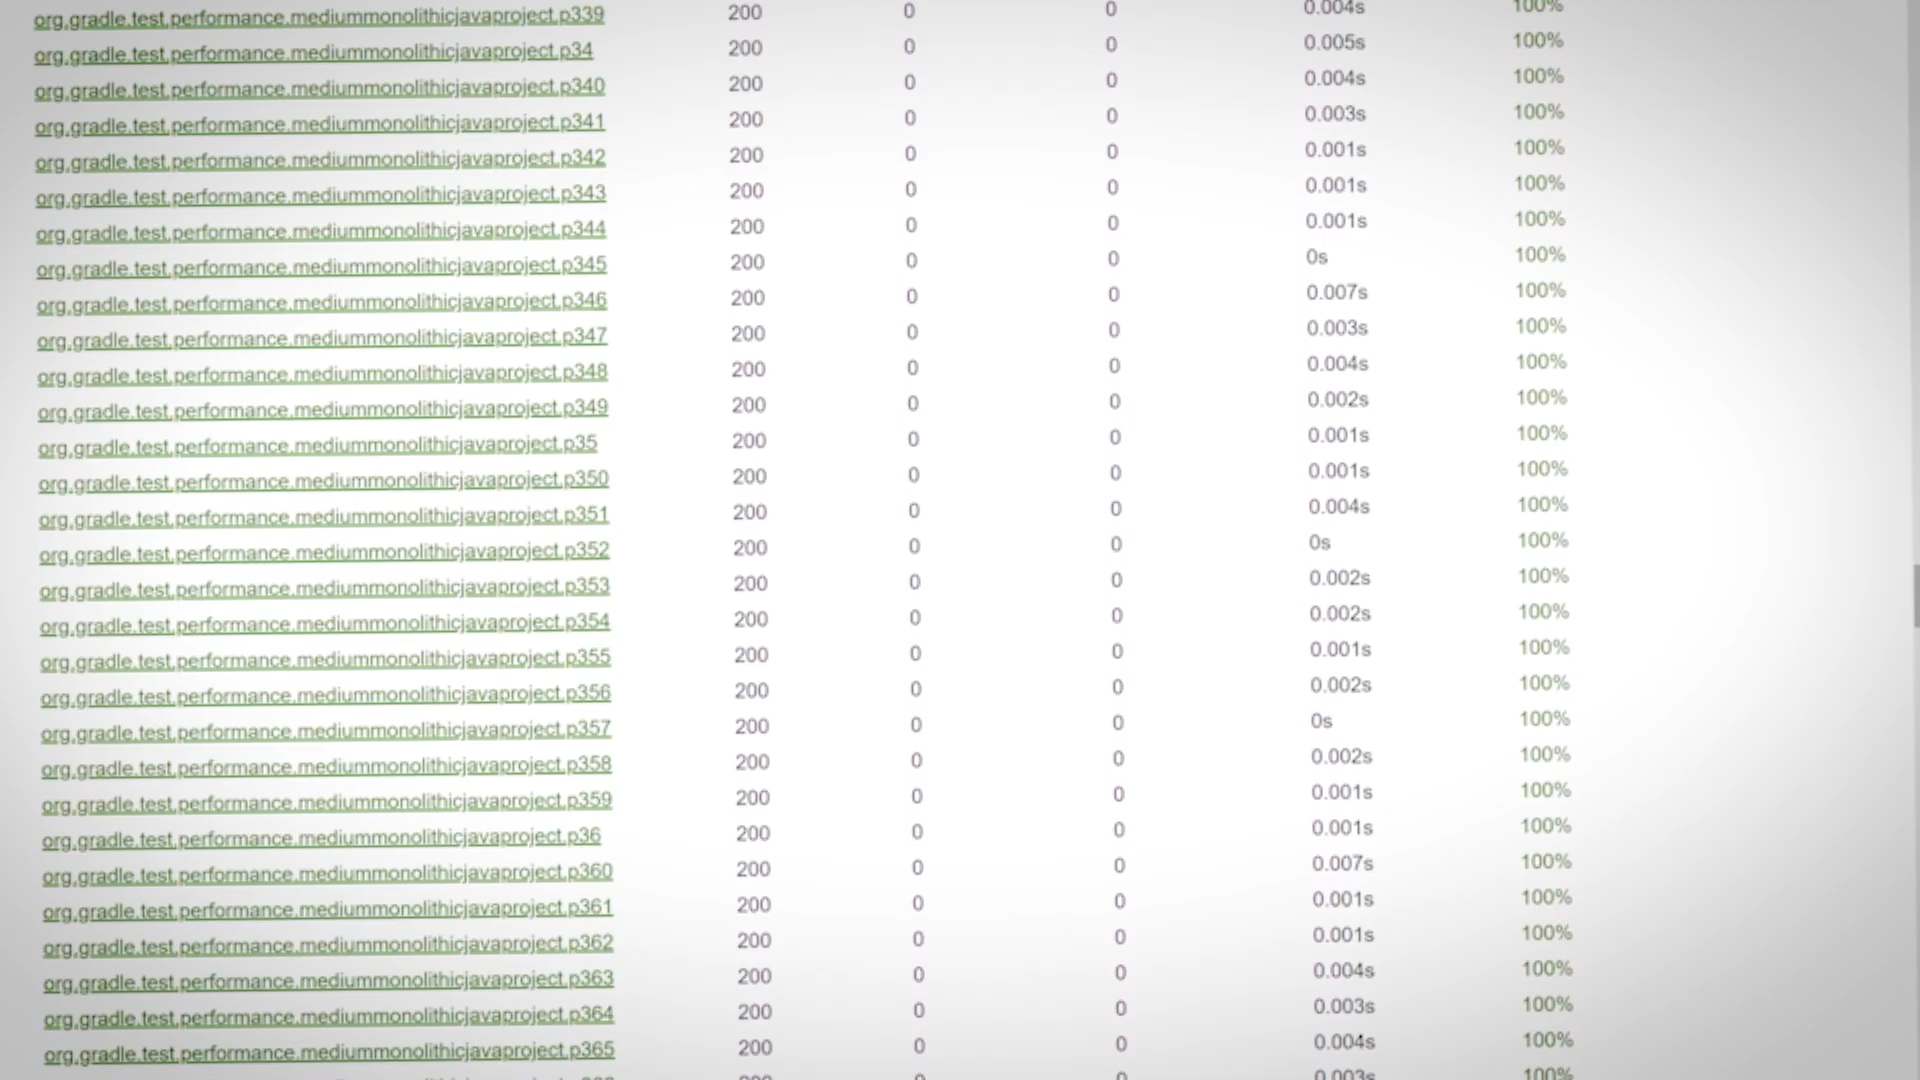 org.gradle.test.performance.mediummonolithicjavaproject.p339 200 0 0 0.004s 100%
org.gradle.test.performance.mediummonolithicjavaproject.p34 200 0 0 0.005s 100%
org.gradle.test.performance.mediummonolithicjavaproject.p340 200 0 0 0.004s 100%
org.gradle.test.performance.mediummonolithicjavaproject.p341 200 0 0 0.003s 100%
org.gradle.test.performance.mediummonolithicjavaproject.p342 200 0 0 0.001s 100%
org.gradle.test.performance.mediummonolithicjavaproject.p343 200 0 0 0.001s 100%
org.gradle.test.performance.mediummonolithicjavaproject.p344 200 0 0 0.001s 100%
org.gradle.test.performance.mediummonolithicjavaproject.p345 200 0 0 0s 100%
org.gradle.test.performance.mediummonolithicjavaproject.p346 200 0 0 0.007s 100%
org.gradle.test.performance.mediummonolithicjavaproject.p347 200 0 0 0.003s 100%
org.gradle.test.performance.mediummonolithicjavaproject.p348 200 0 0 0.004s 100%
org.gradle.test.performance.mediummonolithicjavaproject.p349 200 0 0 0.002s 100%
org.gradle.test.performance.mediummonolithicjavaproject.p35 200 0 0 0.001s 100%
org.gradle.test.performance.mediummonolithicjavaproject.p350 200 0 0 0.001s 100%
org.gradle.test.performance.mediummonolithicjavaproject.p351 200 0 0 0.004s 100%
org.gradle.test.performance.mediummonolithicjavaproject.p352 200 0 0 0s 100%
org.gradle.test.performance.mediummonolithicjavaproject.p353 200 0 0 0.002s 100%
org.gradle.test.performance.mediummonolithicjavaproject.p354 200 0 0 0.002s 100%
org.gradle.test.performance.mediummonolithicjavaproject.p355 200 0 0 0.001s 100%
org.gradle.test.performance.mediummonolithicjavaproject.p356 200 0 0 0.002s 100%
org.gradle.test.performance.mediummonolithicjavaproject.p357 200 0 0 0s 100%
org.gradle.test.performance.mediummonolithicjavaproject.p358 200 0 0 0.002s 100%
org.gradle.test.performance.mediummonolithicjavaproject.p359 200 0 0 0.001s 100%
org.gradle.test.performance.mediummonolithicjavaproject.p36 200 0 0 0.001s 100%
org.gradle.test.performance.mediummonolithicjavaproject.p360 200 0 0 0.007s 100%
org.gradle.test.performance.mediummonolithicjavaproject.p361 200 0 0 0.001s 100%
org.gradle.test.performance.mediummonolithicjavaproject.p362 200 0 0 0.001s 100%
org.gradle.test.performance.mediummonolithicjavaproject.p363 200 0 0 0.004s 100%
org.gradle.test.performance.mediummonolithicjavaproject.p364 200 0 0 0.003s 100%
org.gradle.test.performance.mediummonolithicjavaproject.p365 200 0 0 0.004s 100%
0.003s 100%